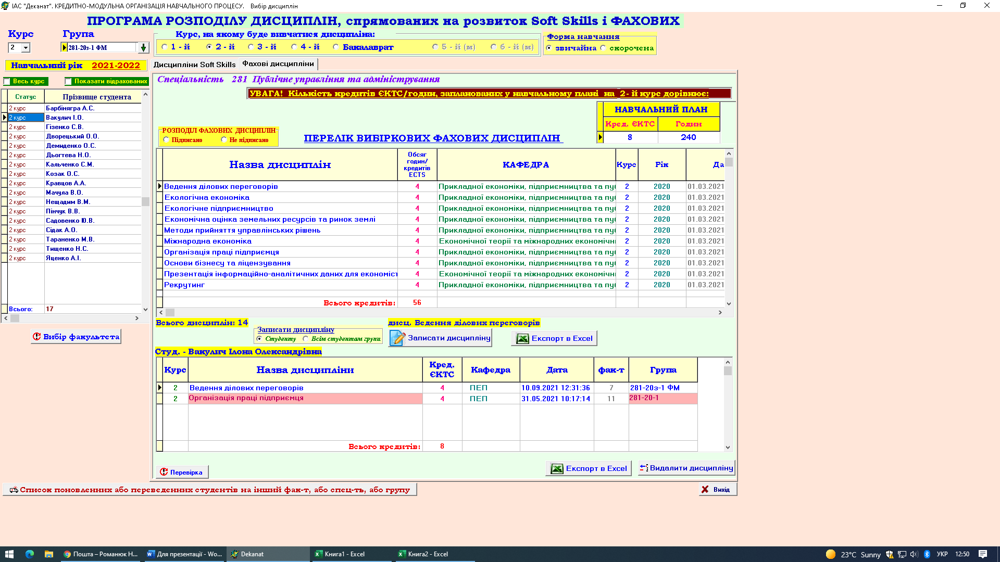 ІАС "Деканат". КРЕДИТНО-МОДУЛЬНА ОРГАНІЗАЦІЯ НАВЧАЛЬНОГО ПРОЦЕСУ. Вибір дисциплін
ПРОГРАМА РОЗПОДІЛУ ДИСЦИПЛІН, спрямованих на розвиток Soft Skills і ФАХОВИХ
Курс Група
2 281-20з-1 ФМ
Курс, на якому буде вивчатися дисципліна:
1 - й 2 - й 3 - й 4 - й Бакалаврат 5 - й (м) 6 - й (м)
Форма навчання
звичайна скорочена
Навчальний рік 2021-2022
Весь курс Показати відрахованих
Статус Прізвище студента
2 курс Барбінягра А.С.
2 курс Вакулич І.О.
2 курс Гізенко С.В.
2 курс Дворецький О.О.
2 курс Демиденко О.С.
2 курс Дьогтева Н.О.
2 курс Кальченко С.М.
2 курс Козак О.С.
2 курс Кравцов А.А.
2 курс Мачула В.О.
2 курс Нещадим В.М.
2 курс Пінчук В.В.
2 курс Садовенко Ю.В.
2 курс Сідак А.О.
2 курс Тараненко М.В.
2 курс Тищенко Н.С.
2 курс Яценко А.І.
Всього: 17
Вибір факультета
Дисципліни Soft Skills Фахові дисципліни
Спеціальність 281 Публічне управління та адміністрування
УВАГА! Кількість кредитів ЄКТС/годин, запланованих у навчальному плані на 2- й курс дорівнює:
НАВЧАЛЬНИЙ ПЛАН
Кред. ЄКТС Годин
8 240
РОЗПОДІЛ ФАХОВИХ ДИСЦИПЛІН
Підписано Не підписано
ПЕРЕЛІК ВИБІРКОВИХ ФАХОВИХ ДИСЦИПЛІН
Назва дисциплін Обсяг годин/ кредитів ECTS КАФЕДРА Курс Рік Да
Ведення ділових переговорів 4 Прикладної економіки, підприємництва та пу 2 2020 01.03.2021
Екологічна економіка 4 Прикладної економіки, підприємництва та пу 2 2020 01.03.2021
Екологічне підприємництво 4 Прикладної економіки, підприємництва та пу 2 2020 01.03.2021
Економічна оцінка земельних ресурсів та ринок землі 4 Прикладної економіки, підприємництва та пу 2 2020 01.03.2021
Методи прийняття управлінських рішень 4 Прикладної економіки, підприємництва та пу 2 2020 01.03.2021
Міжнародна економіка 4 Економічної теорії та міжнародних економічн 2 2020 01.03.2021
Організація праці підприємця 4 Прикладної економіки, підприємництва та пу 2 2020 01.03.2021
Основи бізнесу та ліцензування 4 Прикладної економіки, підприємництва та пу 2 2020 01.03.2021
Презентація інформаційно-аналітичних даних для економіст 4 Економічної теорії та міжнародних економічн 2 2020 01.03.2021
Рекрутинг 4 Прикладної економіки, підприємництва та пу 2 2020 01.03.2021
Всього кредитів: 56
Всього дисциплін: 14 дисц. Ведення ділових переговорів
Записати дисципліну
Студенту Всім студентам групи
Записати дисципліну Експорт в Excel
Студ. - Вакулич Ілона Олександрівна
Курс Назва дисципліни Кред. ЄКТС Кафедра Дата фак-т Група
2 Ведення ділових переговорів 4 ПЕП 10.09.2021 12:31:36 7 281-20з-1 ФМ
2 Організація праці підприємця 4 ПЕП 31.05.2021 10:17:14 11 281-20-1
Всього кредитів: 8
Перевірка Експорт в Excel Видалити дисципліну
Список поновленних або переведенних студентів на інший фак-т, або спец-ть, або групу
Вихід
Пошта – Романюк Н... Для презентації - Wo... Dekanat Книга1 - Excel Книга2 - Excel 23°C Sunny УКР 12:50